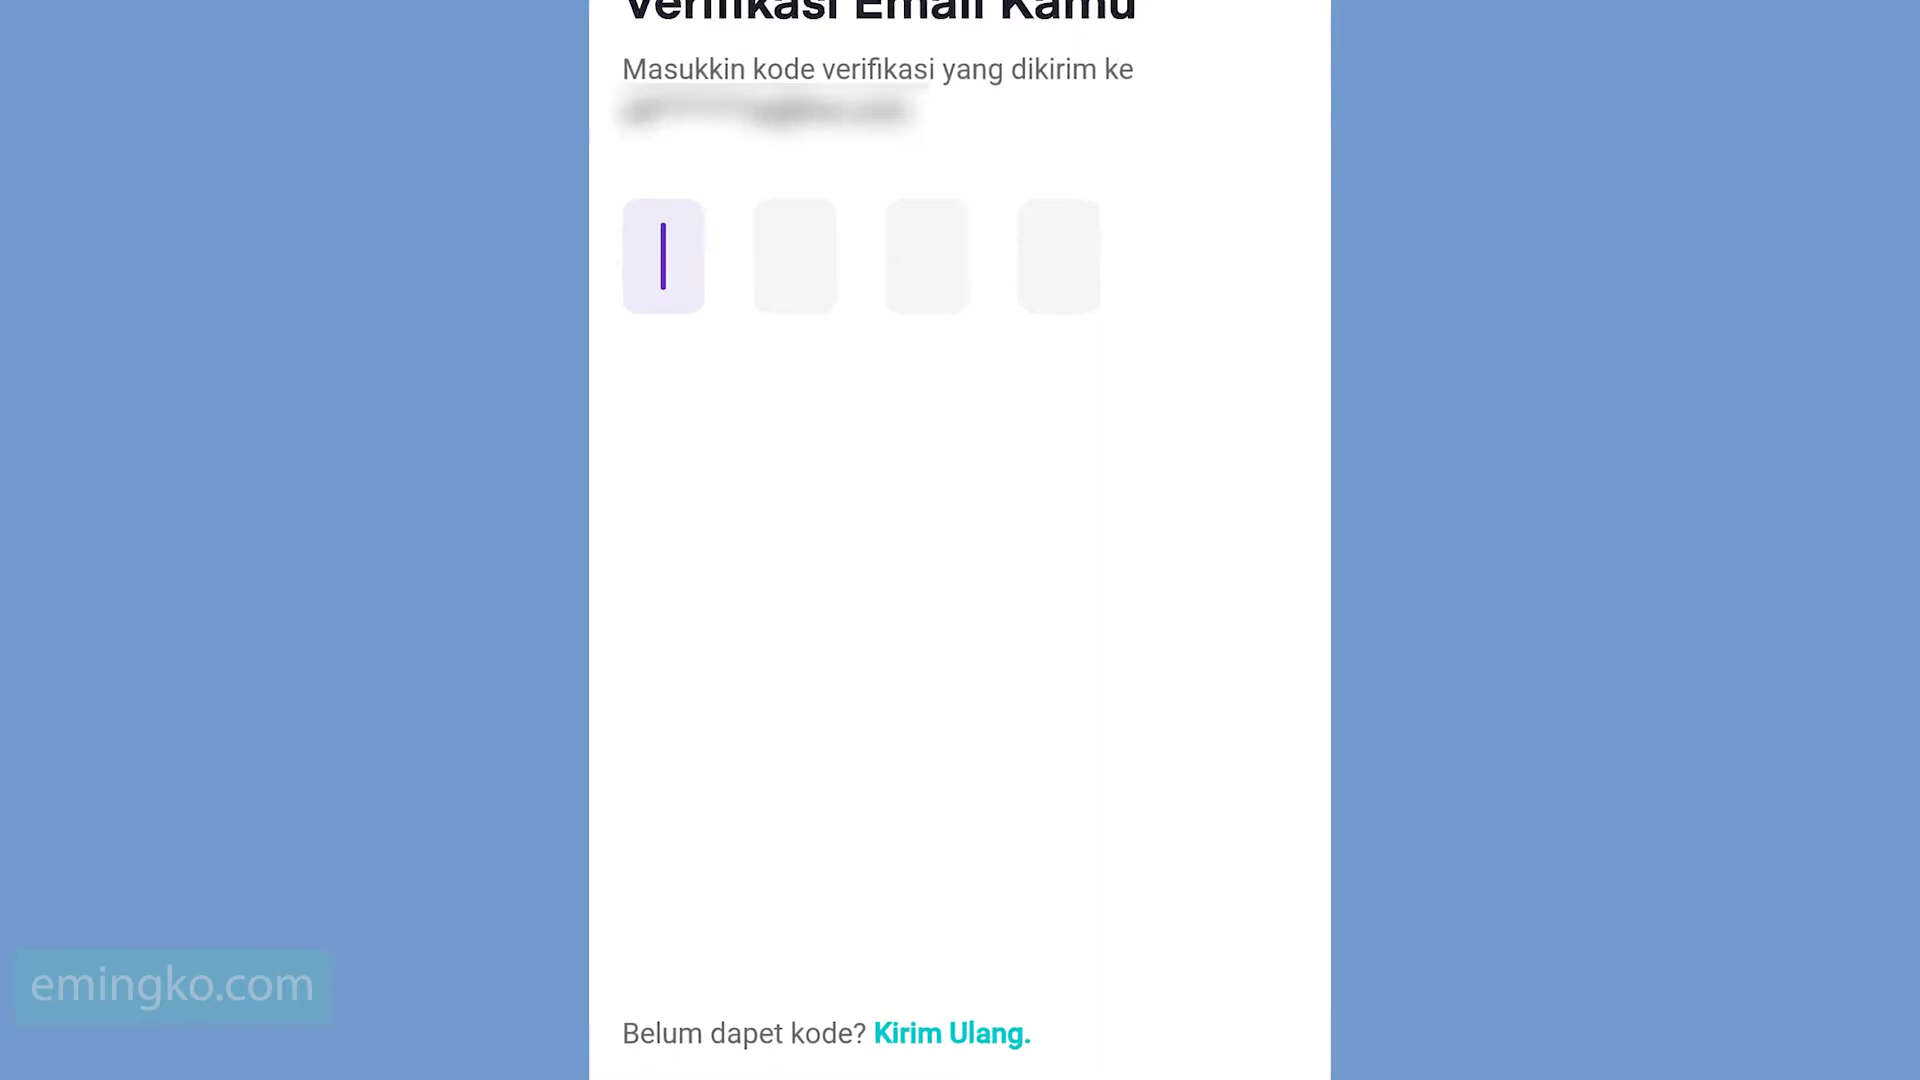 Verifikasi Email Kamu
Masukkin kode verifikasi yang dikirim ke
Belum dapet kode? Kirim Ulang.
emingko.com